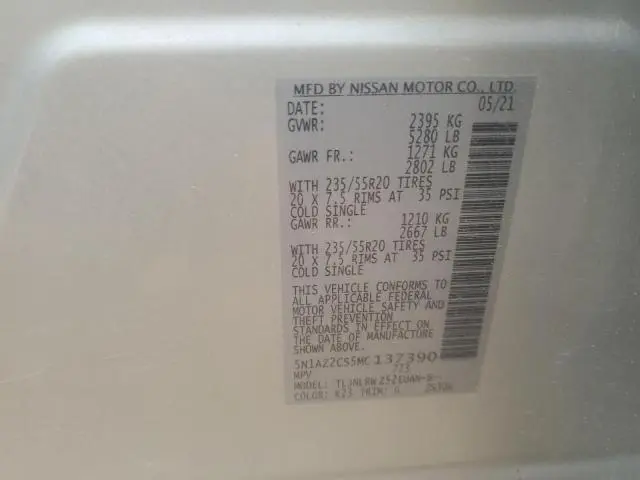 MFD BY NISSAN MOTOR CO., LTD.
DATE: 05/21
GVWR: 2395 KG
5280 LB
GAWR FR.: 1271 KG
2802 LB
WITH 235/55R20 TIRES
20 X 7.5 RIMS AT 35 PSI
COLD SINGLE
GAWR RR.: 1210 KG
2667 LB
WITH 235/55R20 TIRES
20 X 7.5 RIMS AT 35 PSI
COLD SINGLE
THIS VEHICLE CONFORMS TO
ALL APPLICABLE FEDERAL
MOTOR VEHICLE SAFETY AND
THEFT PREVENTION
STANDARDS IN EFFECT ON
THE DATE OF MANUFACTURE
SHOWN ABOVE.
5N1AZ2CS5MC137390
MPV
MODEL:
COLOR: K23 TRIM: G